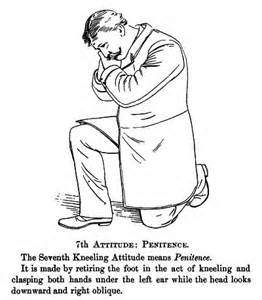 7th Attitude: Penitence.
The Seventh Kneeling Attitude means Penitence.
It is made by retiring the foot in the act of kneeling and
clasping both hands under the left ear while the head looks
downward and right oblique.